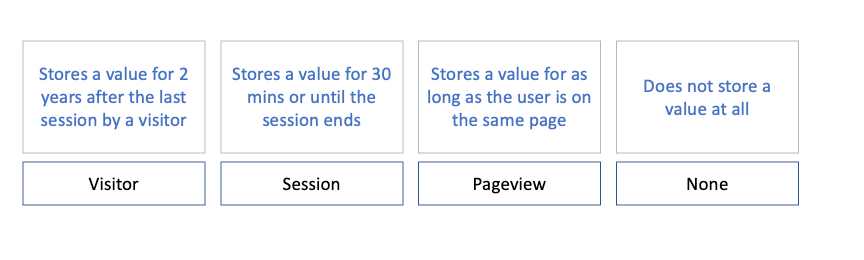 Stores a value for 2
years after the last
session by a visitor
Stores a value for 30
mins or until the
session ends
Stores a value for as
long as the user is on
the same page
Does not store a
value at all
Visitor
Session
Pageview
None